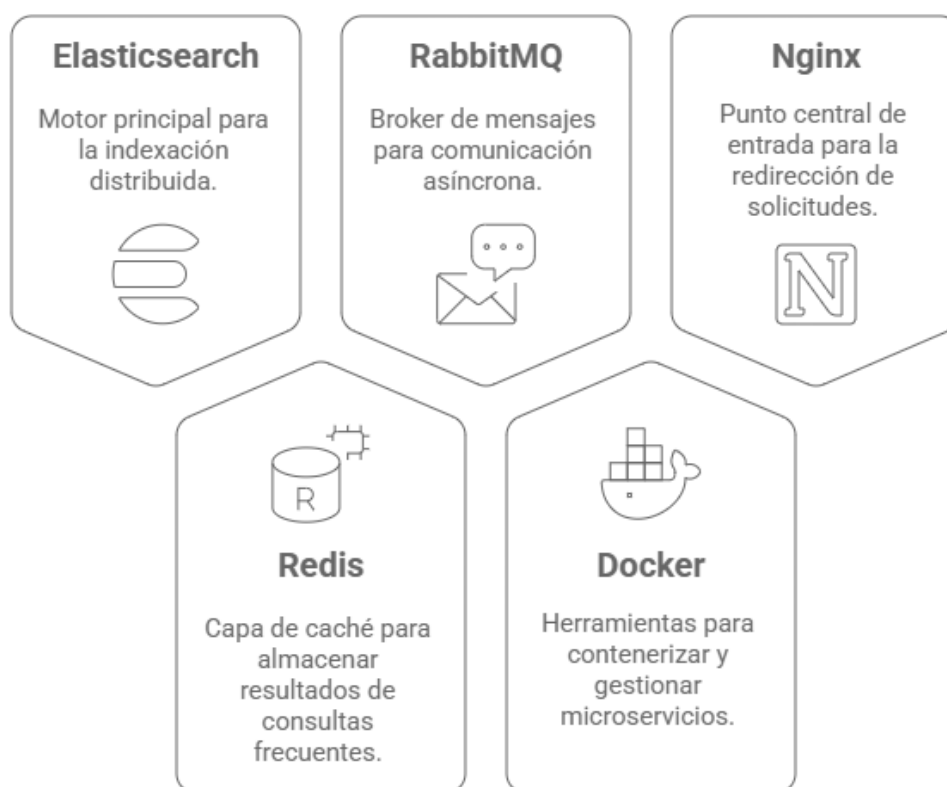 Elasticsearch
Motor principal para
la indexación
distribuida.
RabbitMQ
Broker de mensajes
para comunicación
asíncrona.
Nginx
Punto central de
entrada para la
redirección de
solicitudes.
N
R
Redis
Capa de caché para
almacenar
resultados de
consultas
frecuentes.
Docker
Herramientas para
contenerizar y
gestionar
microservicios.